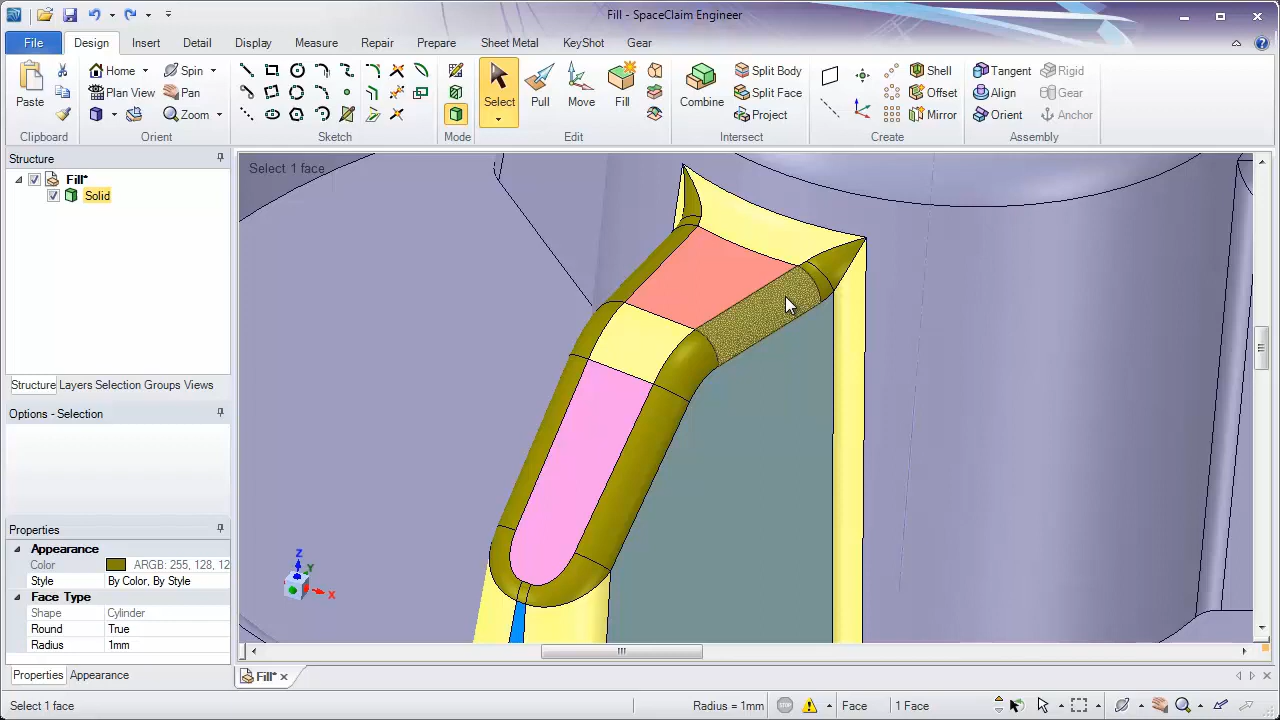 Fill - SpaceClaim Engineer
File Design Insert Detail Display Measure Repair Prepare Sheet Metal KeyShot Gear
Paste
Home
Plan View
Spin
Pan
Zoom
Select
Pull
Move
Fill
Combine
Split Body
Split Face
Project
Shell
Offset
Mirror
Tangent
Align
Orient
Rigid
Gear
Anchor
Clipboard Orient Sketch Mode Edit Intersect Create Assembly
Structure
Fill*
Solid
Structure Layers Selection Groups Views
Options - Selection
Properties
Appearance
Color ARGB: 255, 128, 12
Style By Color, By Style
Face Type
Shape Cylinder
Round True
Radius 1mm
Properties Appearance
Select 1 face
Z
Y
X
Fill*
Select 1 face
Radius = 1mm
Face
1 Face